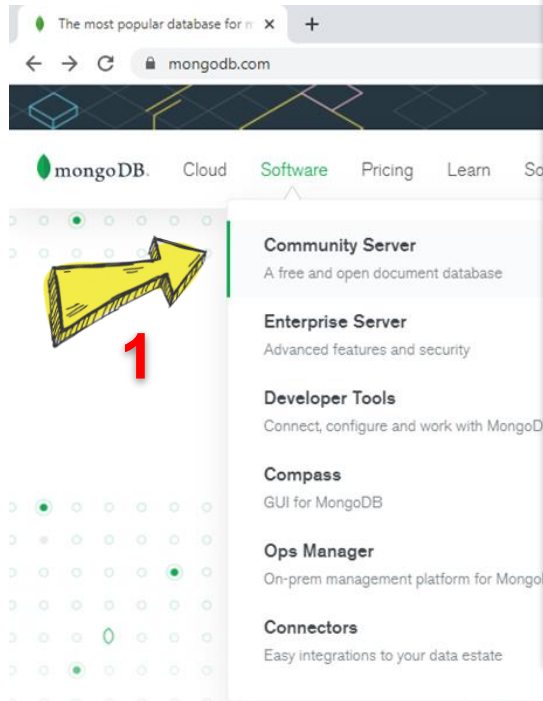 The most popular database for m
mongodb.com
mongoDB. Cloud Software Pricing Learn So
Community Server
A free and open document database
1
Enterprise Server
Advanced features and security
Developer Tools
Connect, configure and work with MongoD
Compass
GUI for MongoDB
Ops Manager
On-prem management platform for Mongo
Connectors
Easy integrations to your data estate